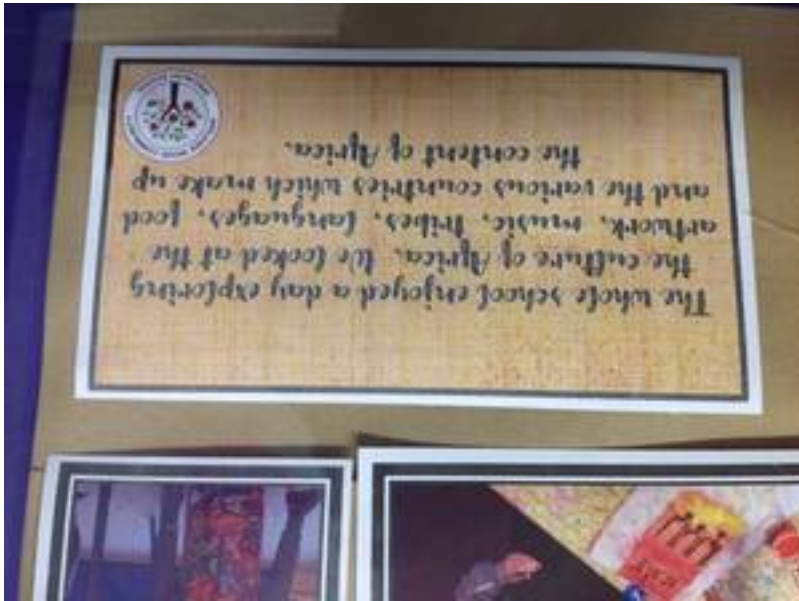 The whole school enjoyed a day exploring
the culture of Africa. We looked at the
artwork, music, tribes, languages, food
and the various countries which make up
the content of Africa.